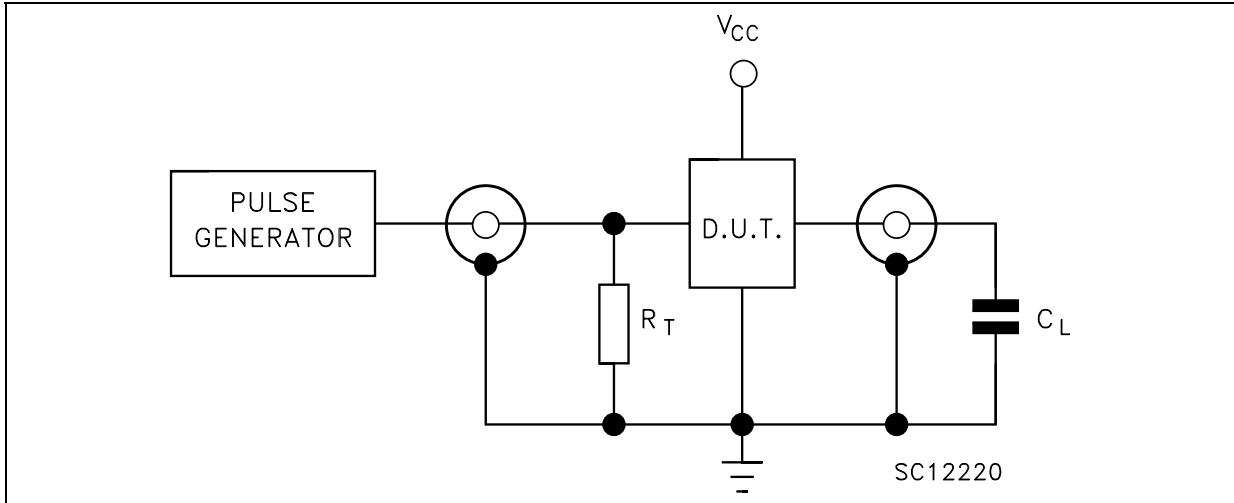 VCC
PULSE
GENERATOR
D.U.T.
RT
CL
SC12220